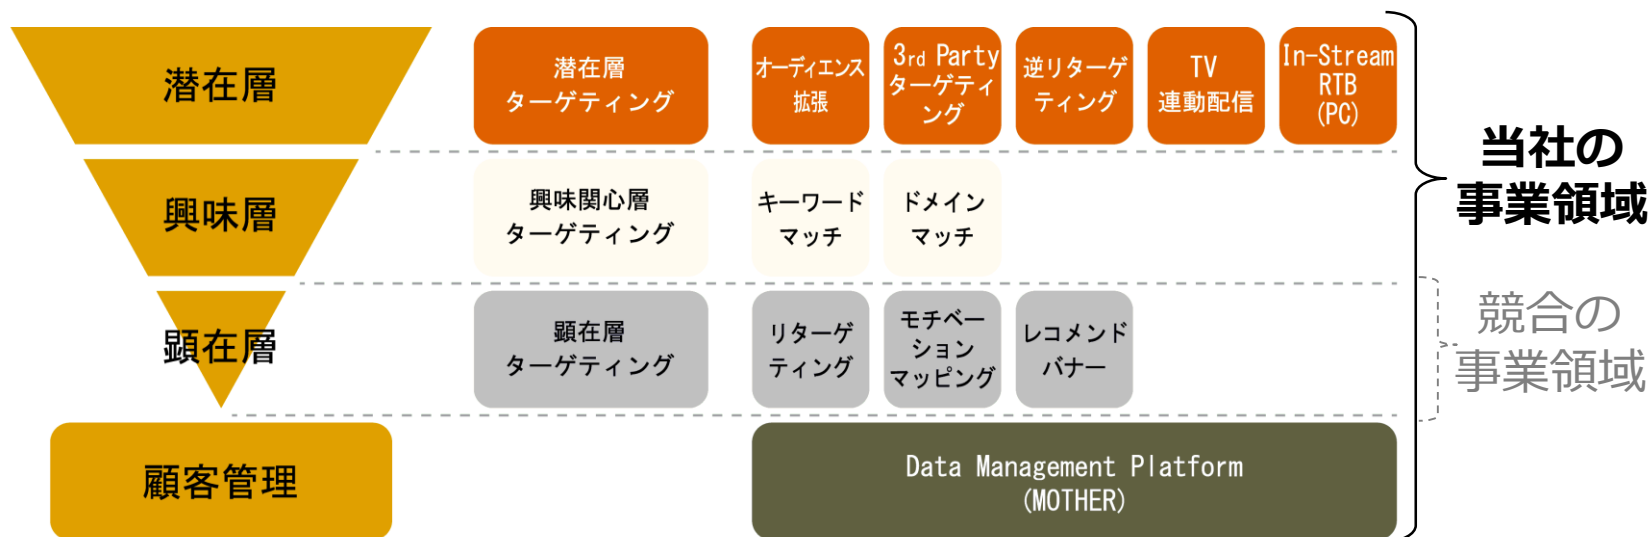 潜在層
潜在層
ターゲティング
オーディエンス
拡張
3rd Party
ターゲティ
ング
逆リターゲ
ティング
TV
連動配信
In-Stream
RTB
(PC)
当社の
事業領域
興味層
興味関心層
ターゲティング
キーワード
マッチ
ドメイン
マッチ
顕在層
顕在層
ターゲティング
リターゲ
ティング
モチベー
ション
マッピング
レコメンド
バナー
競合の
事業領域
顧客管理
Data Management Platform
(MOTHER)